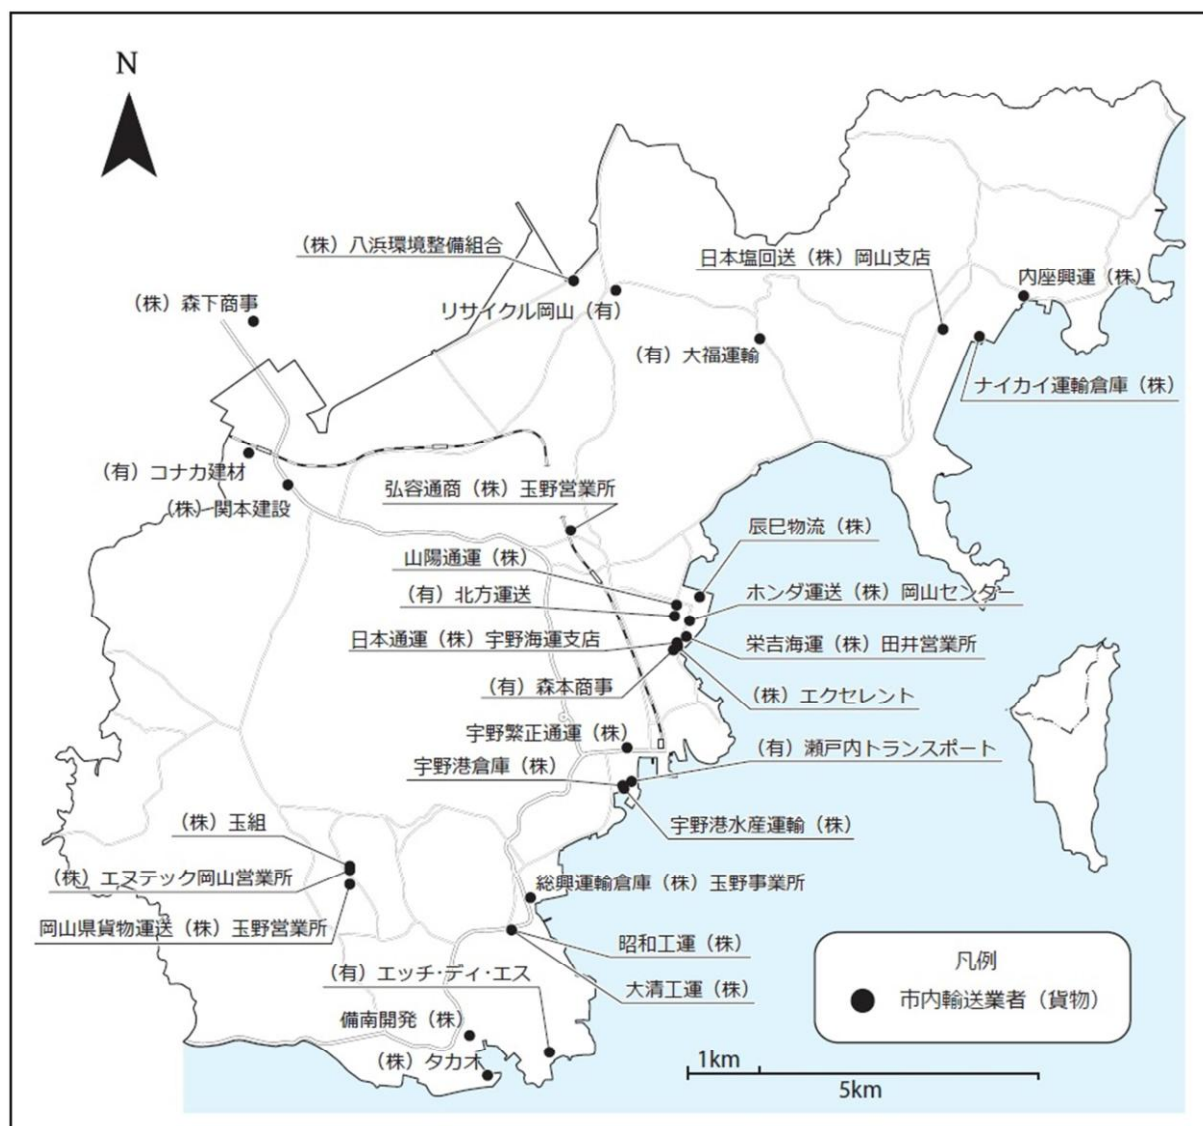 N
（株）八浜環境整備組合
日本塩回送（株）岡山支店
内座興運（株）
（株）森下商事
リサイクル岡山（有）
（有）大福運輸
ナイカイ運輸倉庫（株）
（有）コナカ建材
（株）関本建設
弘容通商（株）玉野営業所
辰巳物流（株）
山陽通運（株）
（有）北方運送
ホンダ運送（株）岡山センター
日本通運（株）宇野海運支店
栄吉海運（株）田井営業所
（有）森本商事
（株）エクセレント
宇野繁正通運（株）
（有）瀬戸内トランスポート
宇野港倉庫（株）
宇野港水産運輸（株）
（株）玉組
（株）エヌテック岡山営業所
総興運輸倉庫（株）玉野事業所
岡山県貨物運送（株）玉野営業所
昭和工運（株）
（有）エッチ・ディ・エス
大清工運（株）
備南開発（株）
（株）タカオ
凡例
市内輸送業者（貨物）
1km
5km